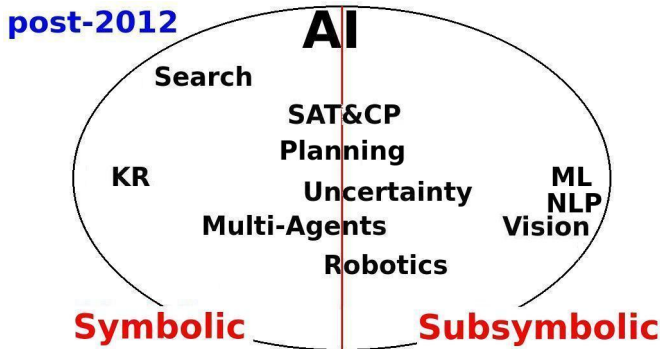 post-2012
AI
Search
SAT&CP
Planning
KR
ML
Uncertainty
NLP
Multi-Agents
Vision
Robotics
Symbolic
Subsymbolic